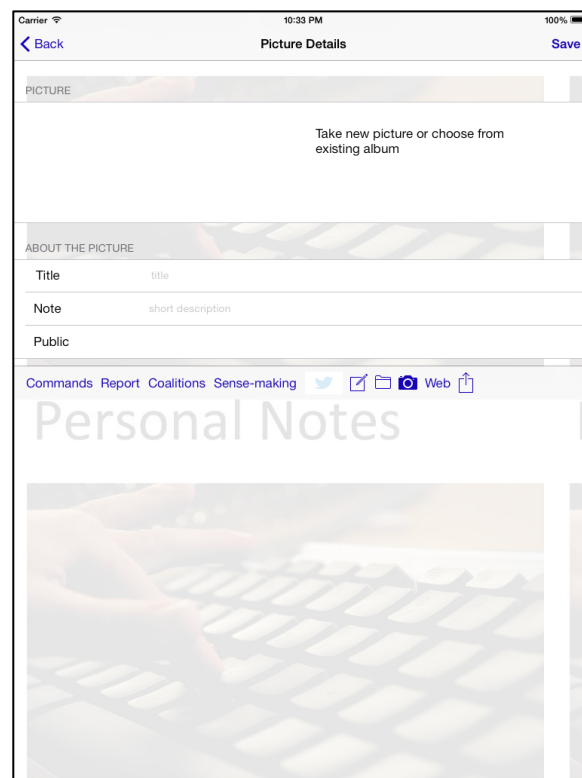 Carrier 10:33 PM 100%
Back Picture Details Save
PICTURE
Take new picture or choose from
existing album
ABOUT THE PICTURE
Title title
Note short description
Public
Commands Report Coalitions Sense-making Web
Personal Notes